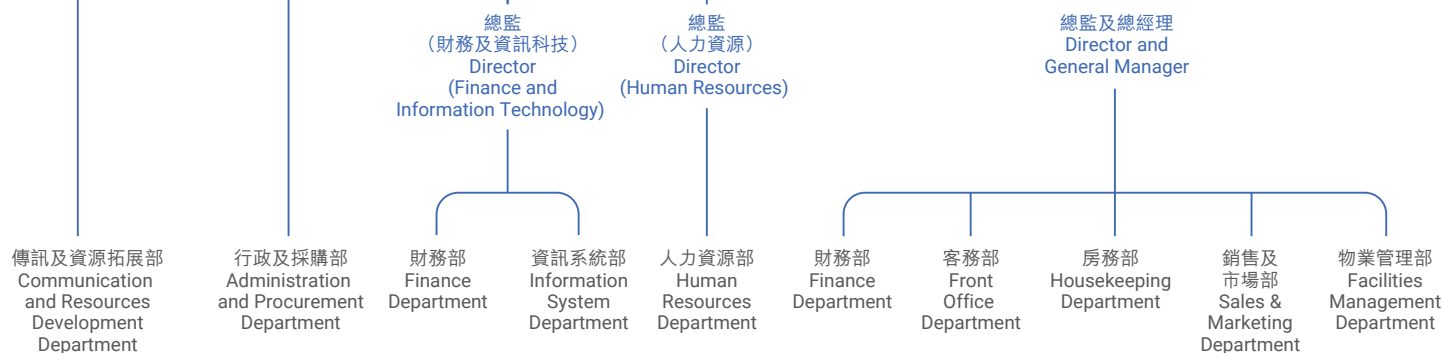 總監
（財務及資訊科技）
Director
(Finance and
Information Technology)
總監
（人力資源）
Director
(Human Resources)
總監及總經理
Director and
General Manager
傳訊及資源拓展部
Communication
and Resources
Development
Department
行政及採購部
Administration
and Procurement
Department
財務部
Finance
Department
資訊系統部
Information
System
Department
人力資源部
Human
Resources
Department
財務部
Finance
Department
客務部
Front
Office
Department
房務部
Housekeeping
Department
銷售及
市場部
Sales &
Marketing
Department
物業管理部
Facilities
Management
Department